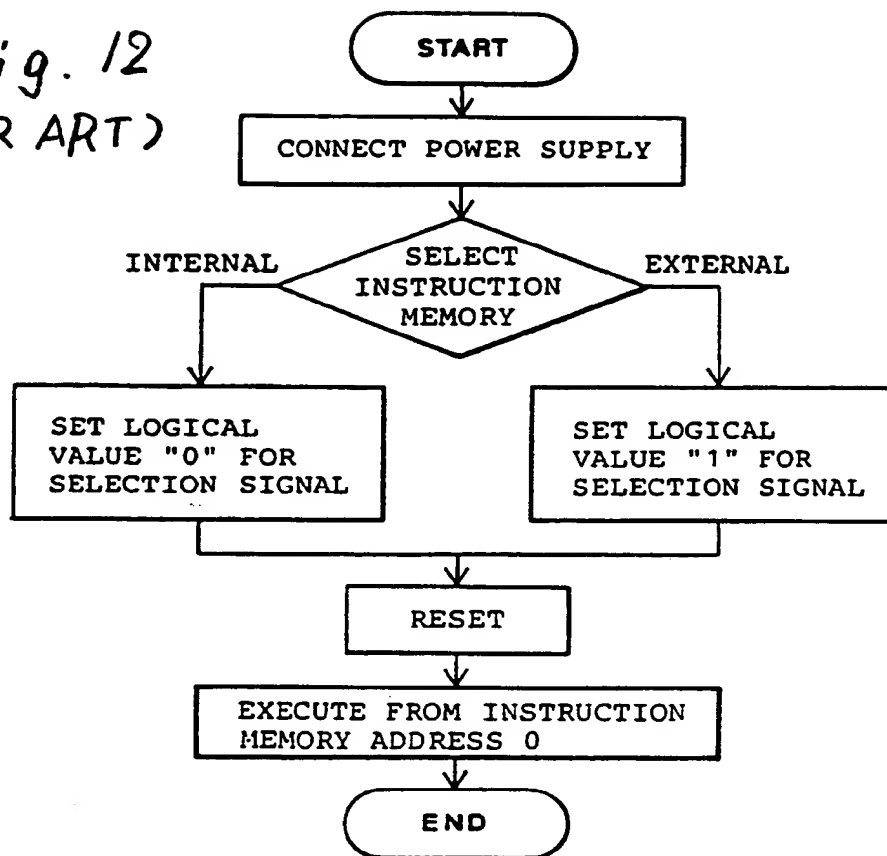 ig. 12
R ART)
START
CONNECT POWER SUPPLY
SELECT
INSTRUCTION
MEMORY
INTERNAL
EXTERNAL
SET LOGICAL
VALUE "0" FOR
SELECTION SIGNAL
SET LOGICAL
VALUE "1" FOR
SELECTION SIGNAL
RESET
EXECUTE FROM INSTRUCTION
MEMORY ADDRESS 0
END